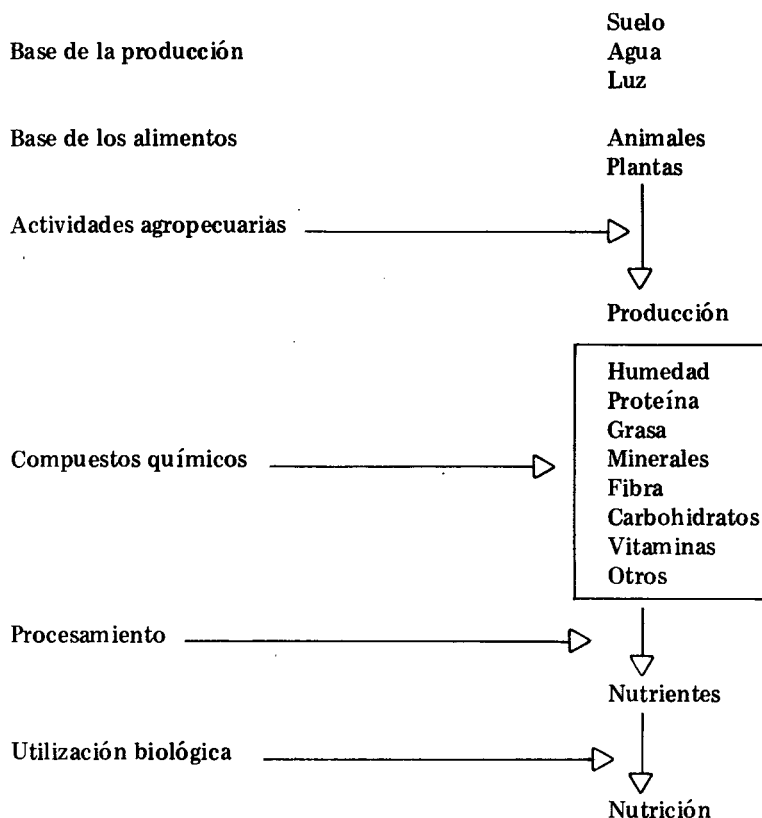 Suelo
Base de la producción Agua
Luz
Base de los alimentos Animales
Plantas
Actividades agropecuarias
Producción
Humedad
Proteína
Grasa
Compuestos químicos Minerales
Fibra
Carbohidratos
Vitaminas
Otros
Procesamiento
Nutrientes
Utilización biológica
Nutrición